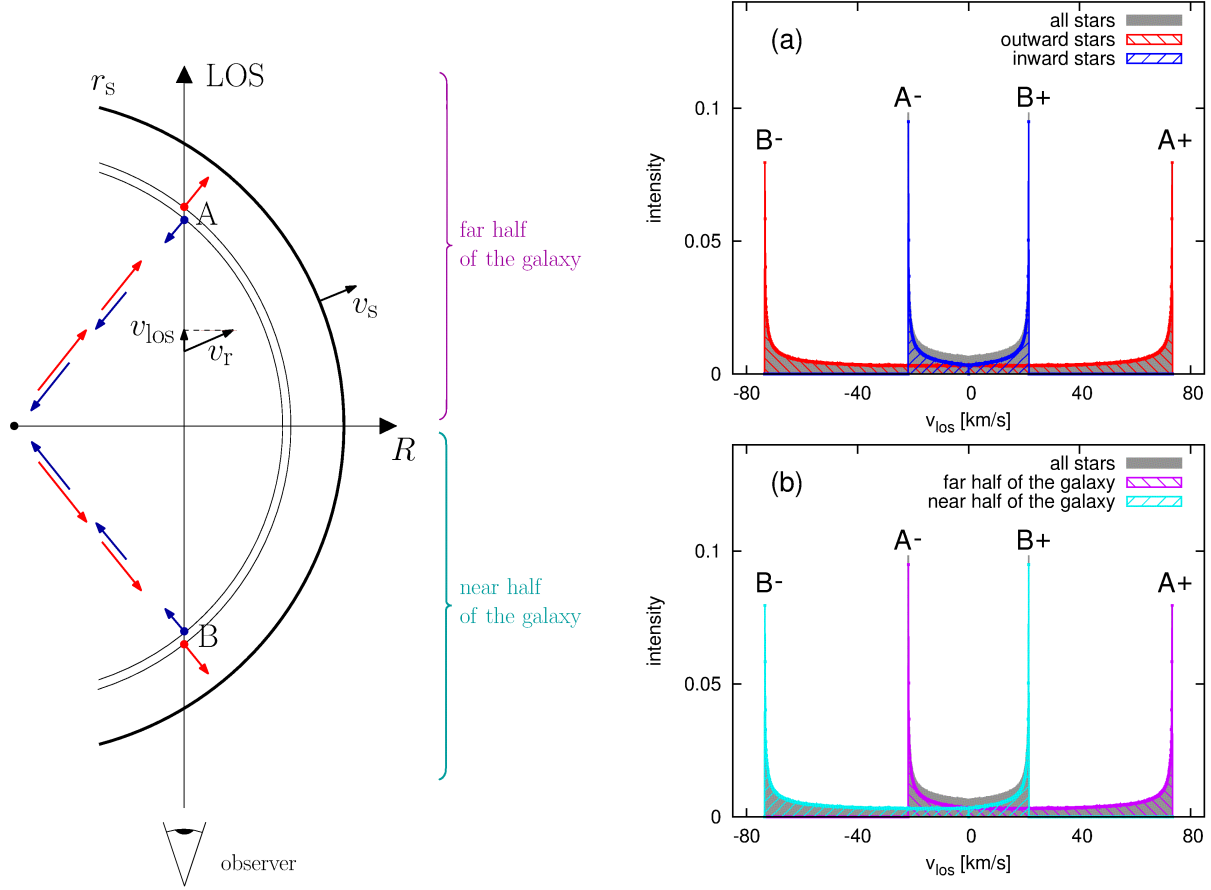 r_s
LOS
A
far half
of the galaxy
v_s
v_los
v_r
R
near half
of the galaxy
B
observer
(a)
all stars
outward stars
inward stars
A-
B+
B-
A+
0.1
0.05
0
intensity
-80
-40
0
40
80
v_los [km/s]
(b)
all stars
far half of the galaxy
near half of the galaxy
A-
B+
B-
A+
0.1
0.05
0
intensity
-80
-40
0
40
80
v_los [km/s]